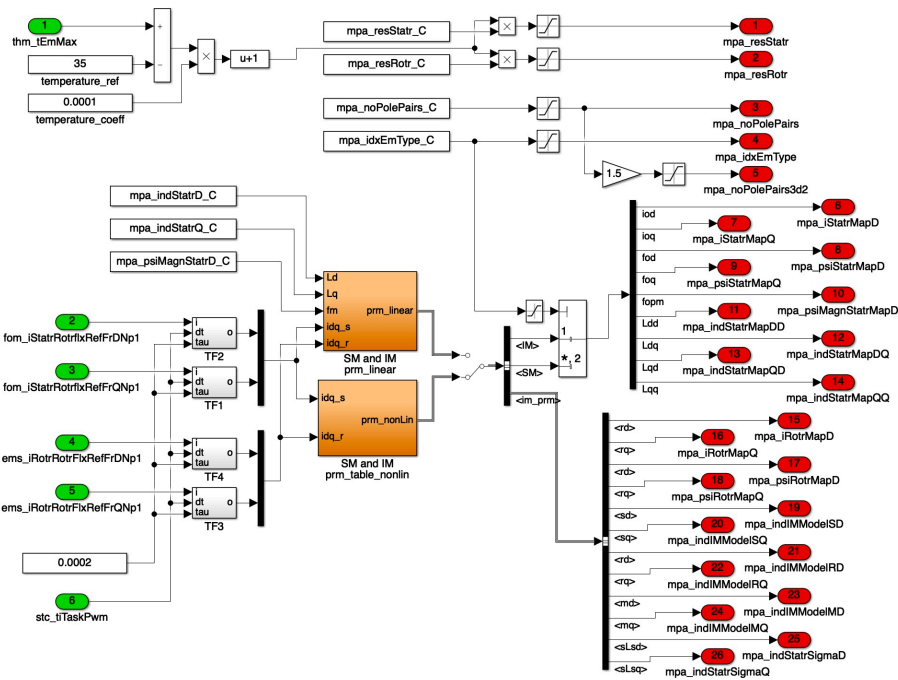 1
thm_tEmMax
+
−
35
temperature_ref
0.0001
temperature_coeff
×
u+1
mpa_resStatr_C
mpa_resRotr_C
×
×
1
mpa_resStatr
2
mpa_resRotr
mpa_noPolePairs_C
mpa_idxEmType_C
3
mpa_noPolePairs
4
mpa_idxEmType
1.5
5
mpa_noPolePairs3d2
mpa_indStatrD_C
mpa_indStatrQ_C
mpa_psiMagnStatrD_C
Ld
Lq
fm
idq_s
idq_r
prm_linear
SM and IM
prm_linear
idq_s
idq_r
prm_nonLin
SM and IM
prm_table_nonlin
2
fom_iStatrRotrflxRefFrDNp1
3
fom_iStatrRotrflxRefFrQNp1
4
ems_iRotrRotrFlxRefFrDNp1
5
ems_iRotrRotrFlxRefFrQNp1
0.0002
6
stc_tiTaskPwm
i
dt
tau
o
TF2
i
dt
tau
o
TF1
i
dt
tau
o
TF4
i
dt
tau
o
TF3
<IM>
<SM>
<im_prm>
1
*, 2
iod
ioq
fod
foq
fopm
Ldd
Ldq
Lqd
Lqq
6
mpa_iStatrMapD
7
mpa_iStatrMapQ
8
mpa_psiStatrMapD
9
mpa_psiStatrMapQ
10
mpa_psiMagnStatrMapD
11
mpa_indStatrMapDD
12
mpa_indStatrMapDQ
13
mpa_indStatrMapQD
14
mpa_indStatrMapQQ
<rd>
<rq>
<rd>
<rq>
<sd>
<sq>
<rd>
<rq>
<md>
<mq>
<sLsd>
<sLsq>
15
mpa_iRotrMapD
16
mpa_iRotrMapQ
17
mpa_psiRotrMapD
18
mpa_psiRotrMapQ
19
mpa_indIMModelSD
20
mpa_indIMModelSQ
21
mpa_indIMModelRD
22
mpa_indIMModelRQ
23
mpa_indIMModelMD
24
mpa_indIMModelMQ
25
mpa_indStatrSigmaD
26
mpa_indStatrSigmaQ